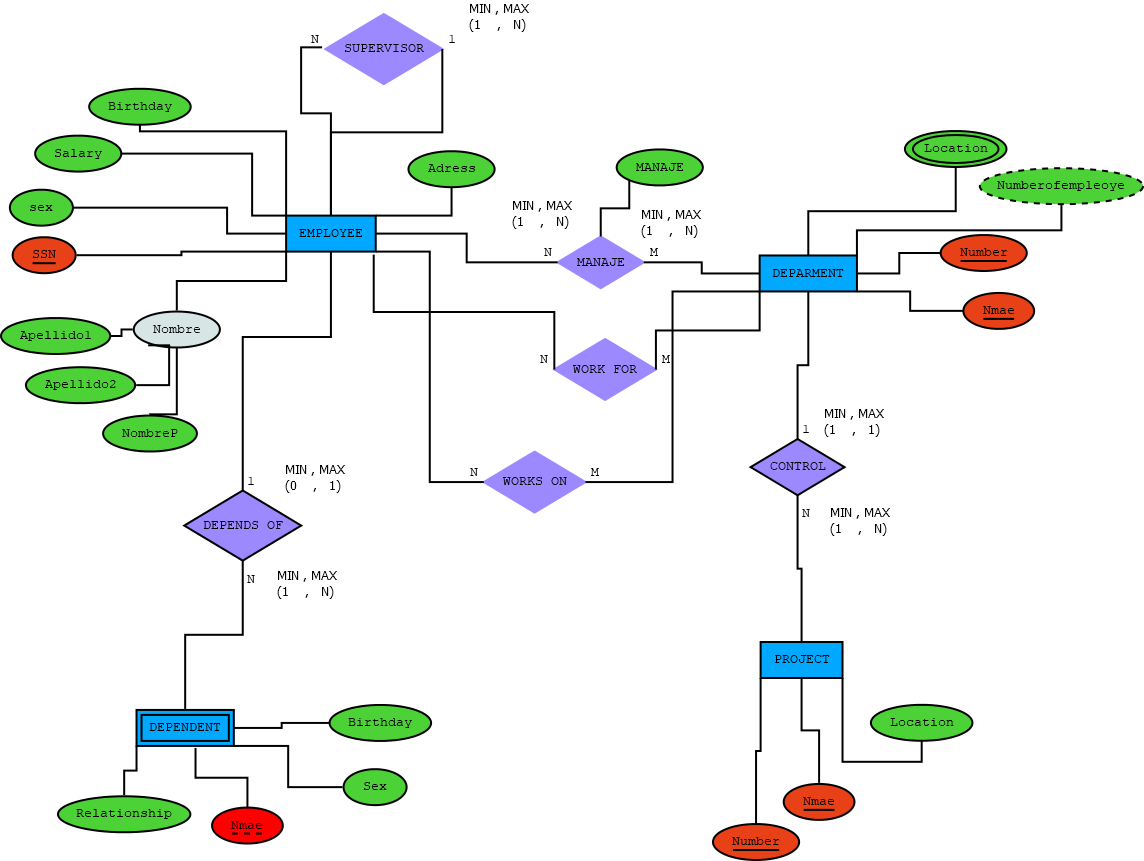 MIN , MAX
(1 , N)
N
SUPERVISOR
1
Birthday
Salary
Adress
MANAJE
Location
Numberofempleoye
sex
MIN , MAX
(1 , N)
MIN , MAX
(1 , N)
EMPLOYEE
SSN
N
MANAJE
M
DEPARMENT
Number
Nmae
Apellido1
Nombre
Apellido2
NombreP
N
WORK FOR
M
MIN , MAX
(1 , 1)
1
CONTROL
N
WORKS ON
M
MIN , MAX
(0 , 1)
1
DEPENDS OF
N
MIN , MAX
(1 , N)
N
MIN , MAX
(1 , N)
PROJECT
DEPENDENT
Birthday
Location
Sex
Relationship
Nmae
Nmae
Number